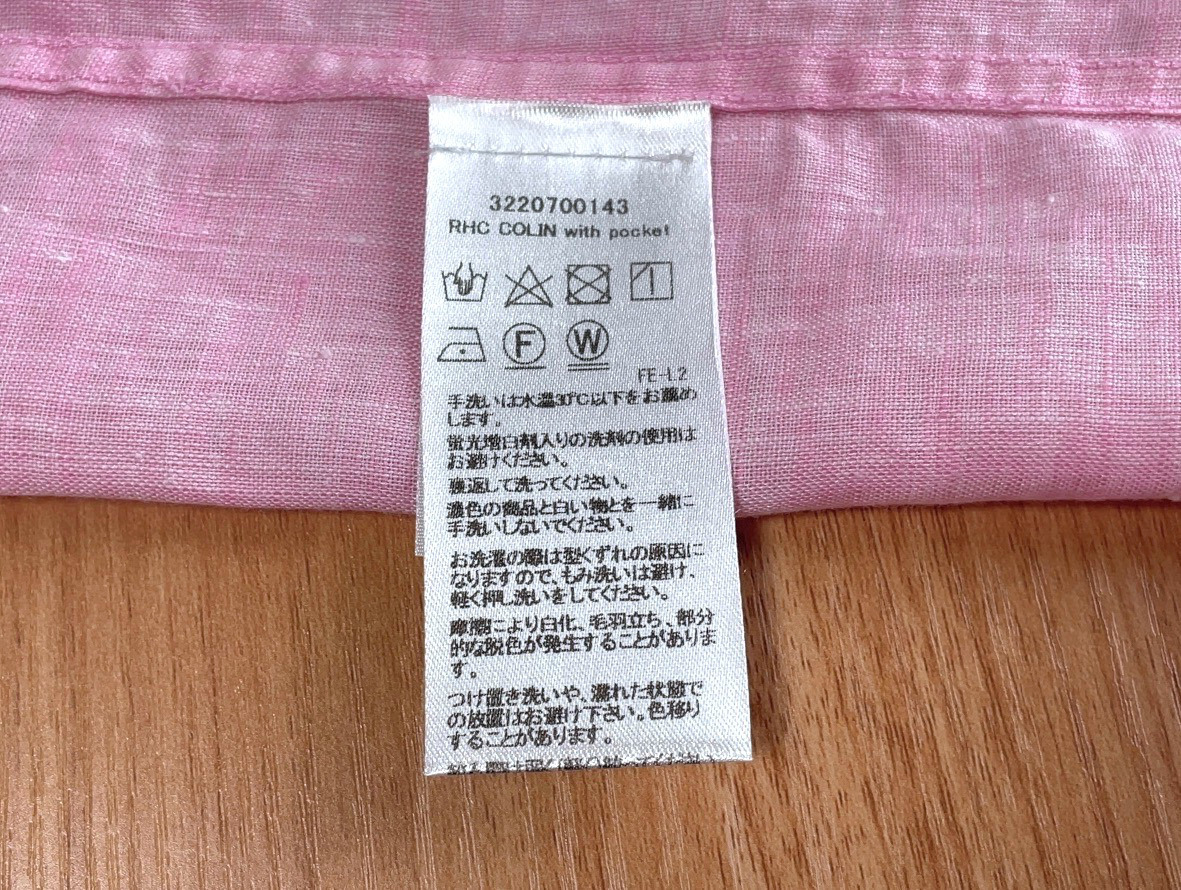 3220700143
RHC COLIN with pocket
F W
FE-L2
手洗いは水温30℃以下をお薦め
します。
蛍光増白剤入りの洗剤の使用は
お避けください。
裏返して洗ってください。
濃色の商品と白い物とを一緒に
手洗いしないでください。
お洗濯の際は型くずれの原因に
なりますので、もみ洗いは避け、
軽く押し洗いをしてください。
摩擦により白化、毛羽立ち、部分
的な脱色が発生することがありま
す。
つけ置き洗いや、濡れた状態で
の放置はお避け下さい。色移り
することがあります。